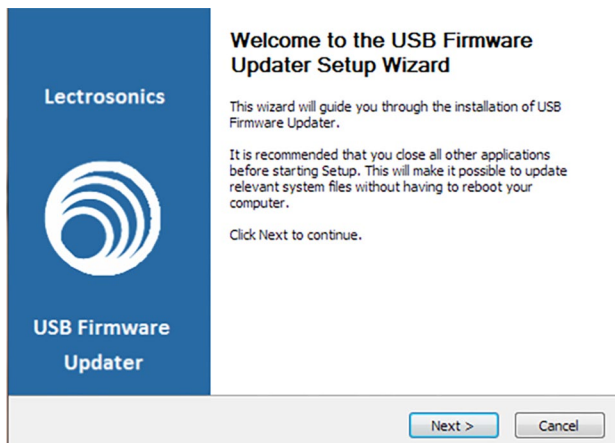 Lectrosonics
USB Firmware
Updater
Welcome to the USB Firmware
Updater Setup Wizard
This wizard will guide you through the installation of USB
Firmware Updater.
It is recommended that you close all other applications
before starting Setup. This will make it possible to update
relevant system files without having to reboot your
computer.
Click Next to continue.
Next >
Cancel